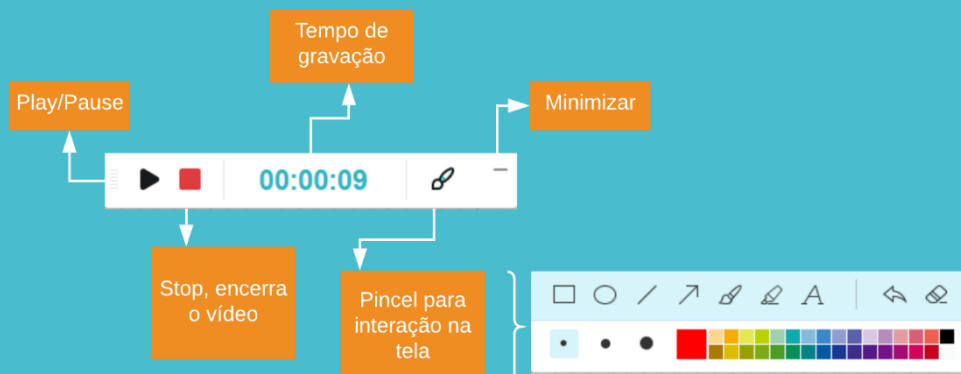 Tempo de
gravação
Play/Pause
Minimizar
00:00:09
Stop, encerra
o vídeo
Pincel para
interação na
tela
A